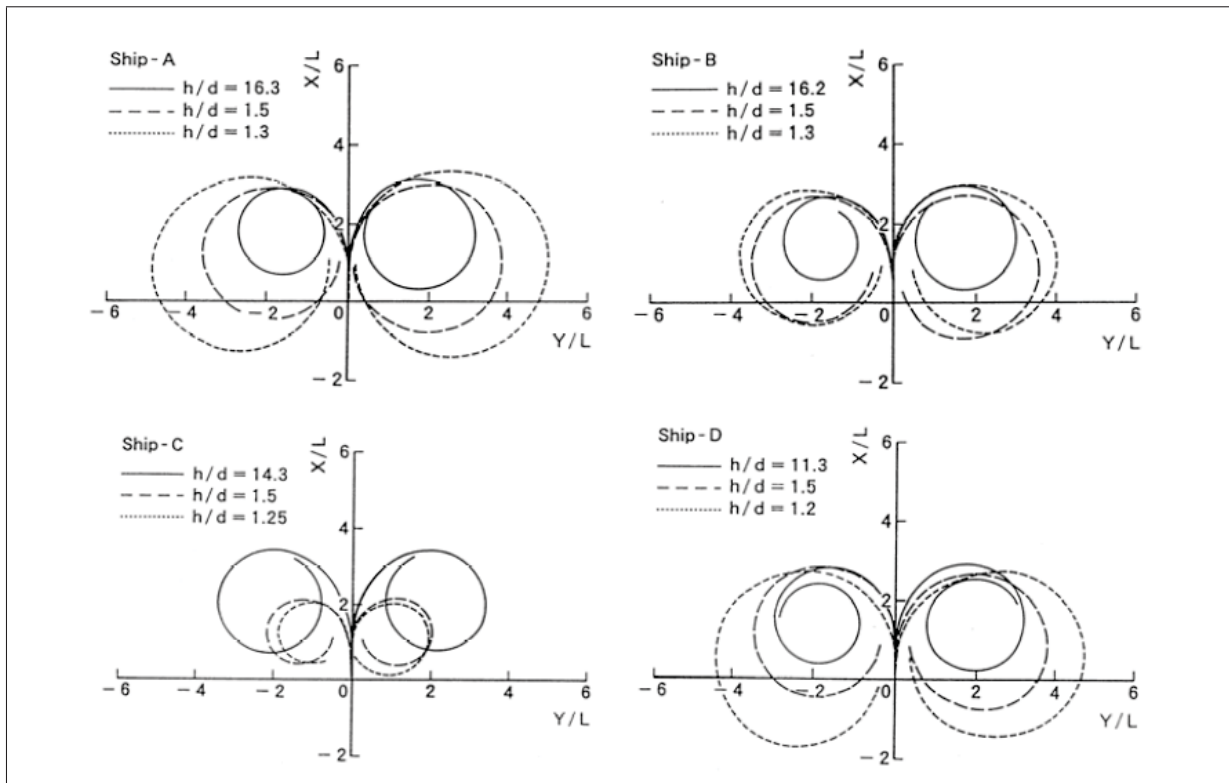 Ship-A
h/d = 16.3
h/d = 1.5
h/d = 1.3
X/L
6
4
2
-6 -4 -2 0 2 4 6
Y/L
-2
Ship-B
h/d = 16.2
h/d = 1.5
h/d = 1.3
X/L
6
4
2
-6 -4 -2 0 2 4 6
Y/L
-2
Ship-C
h/d = 14.3
h/d = 1.5
h/d = 1.25
X/L
6
4
2
-6 -4 -2 0 2 4 6
Y/L
-2
Ship-D
h/d = 11.3
h/d = 1.5
h/d = 1.2
X/L
6
4
2
-6 -4 -2 0 2 4 6
Y/L
-2